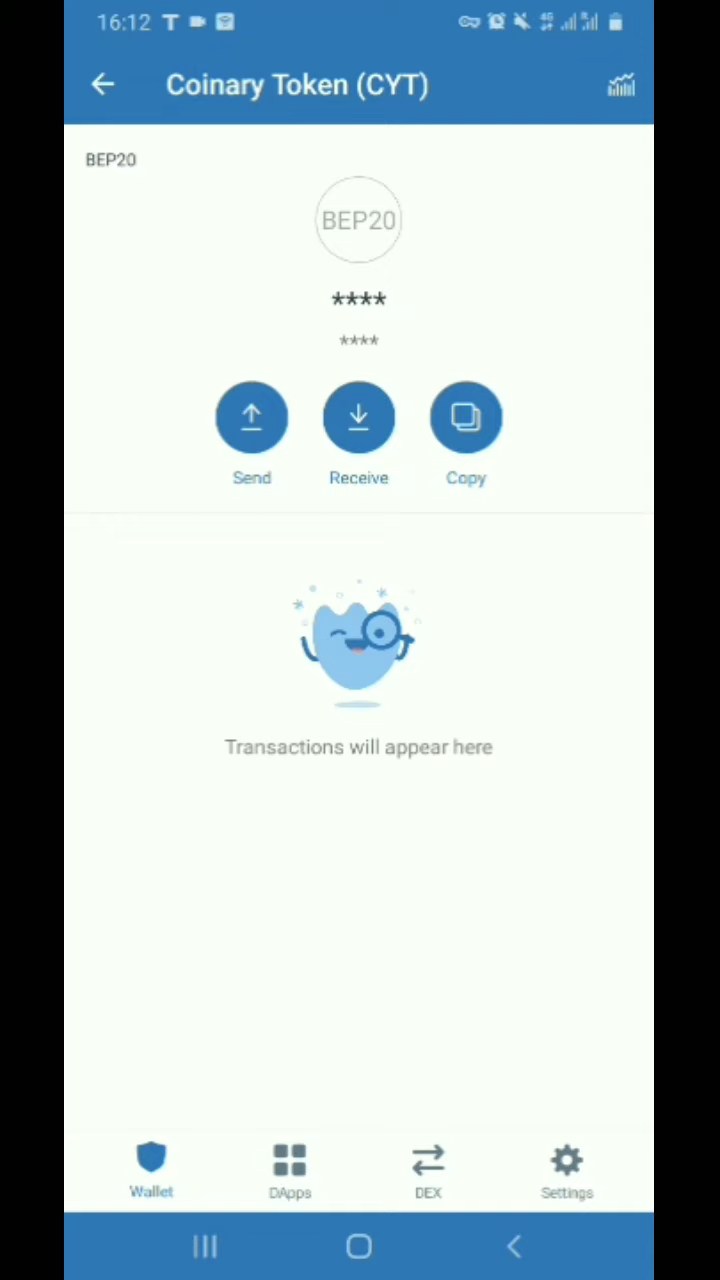 16:12
Coinary Token (CYT)
BEP20
BEP20
****
****
Send Receive Copy
Transactions will appear here
Wallet DApps DEX Settings